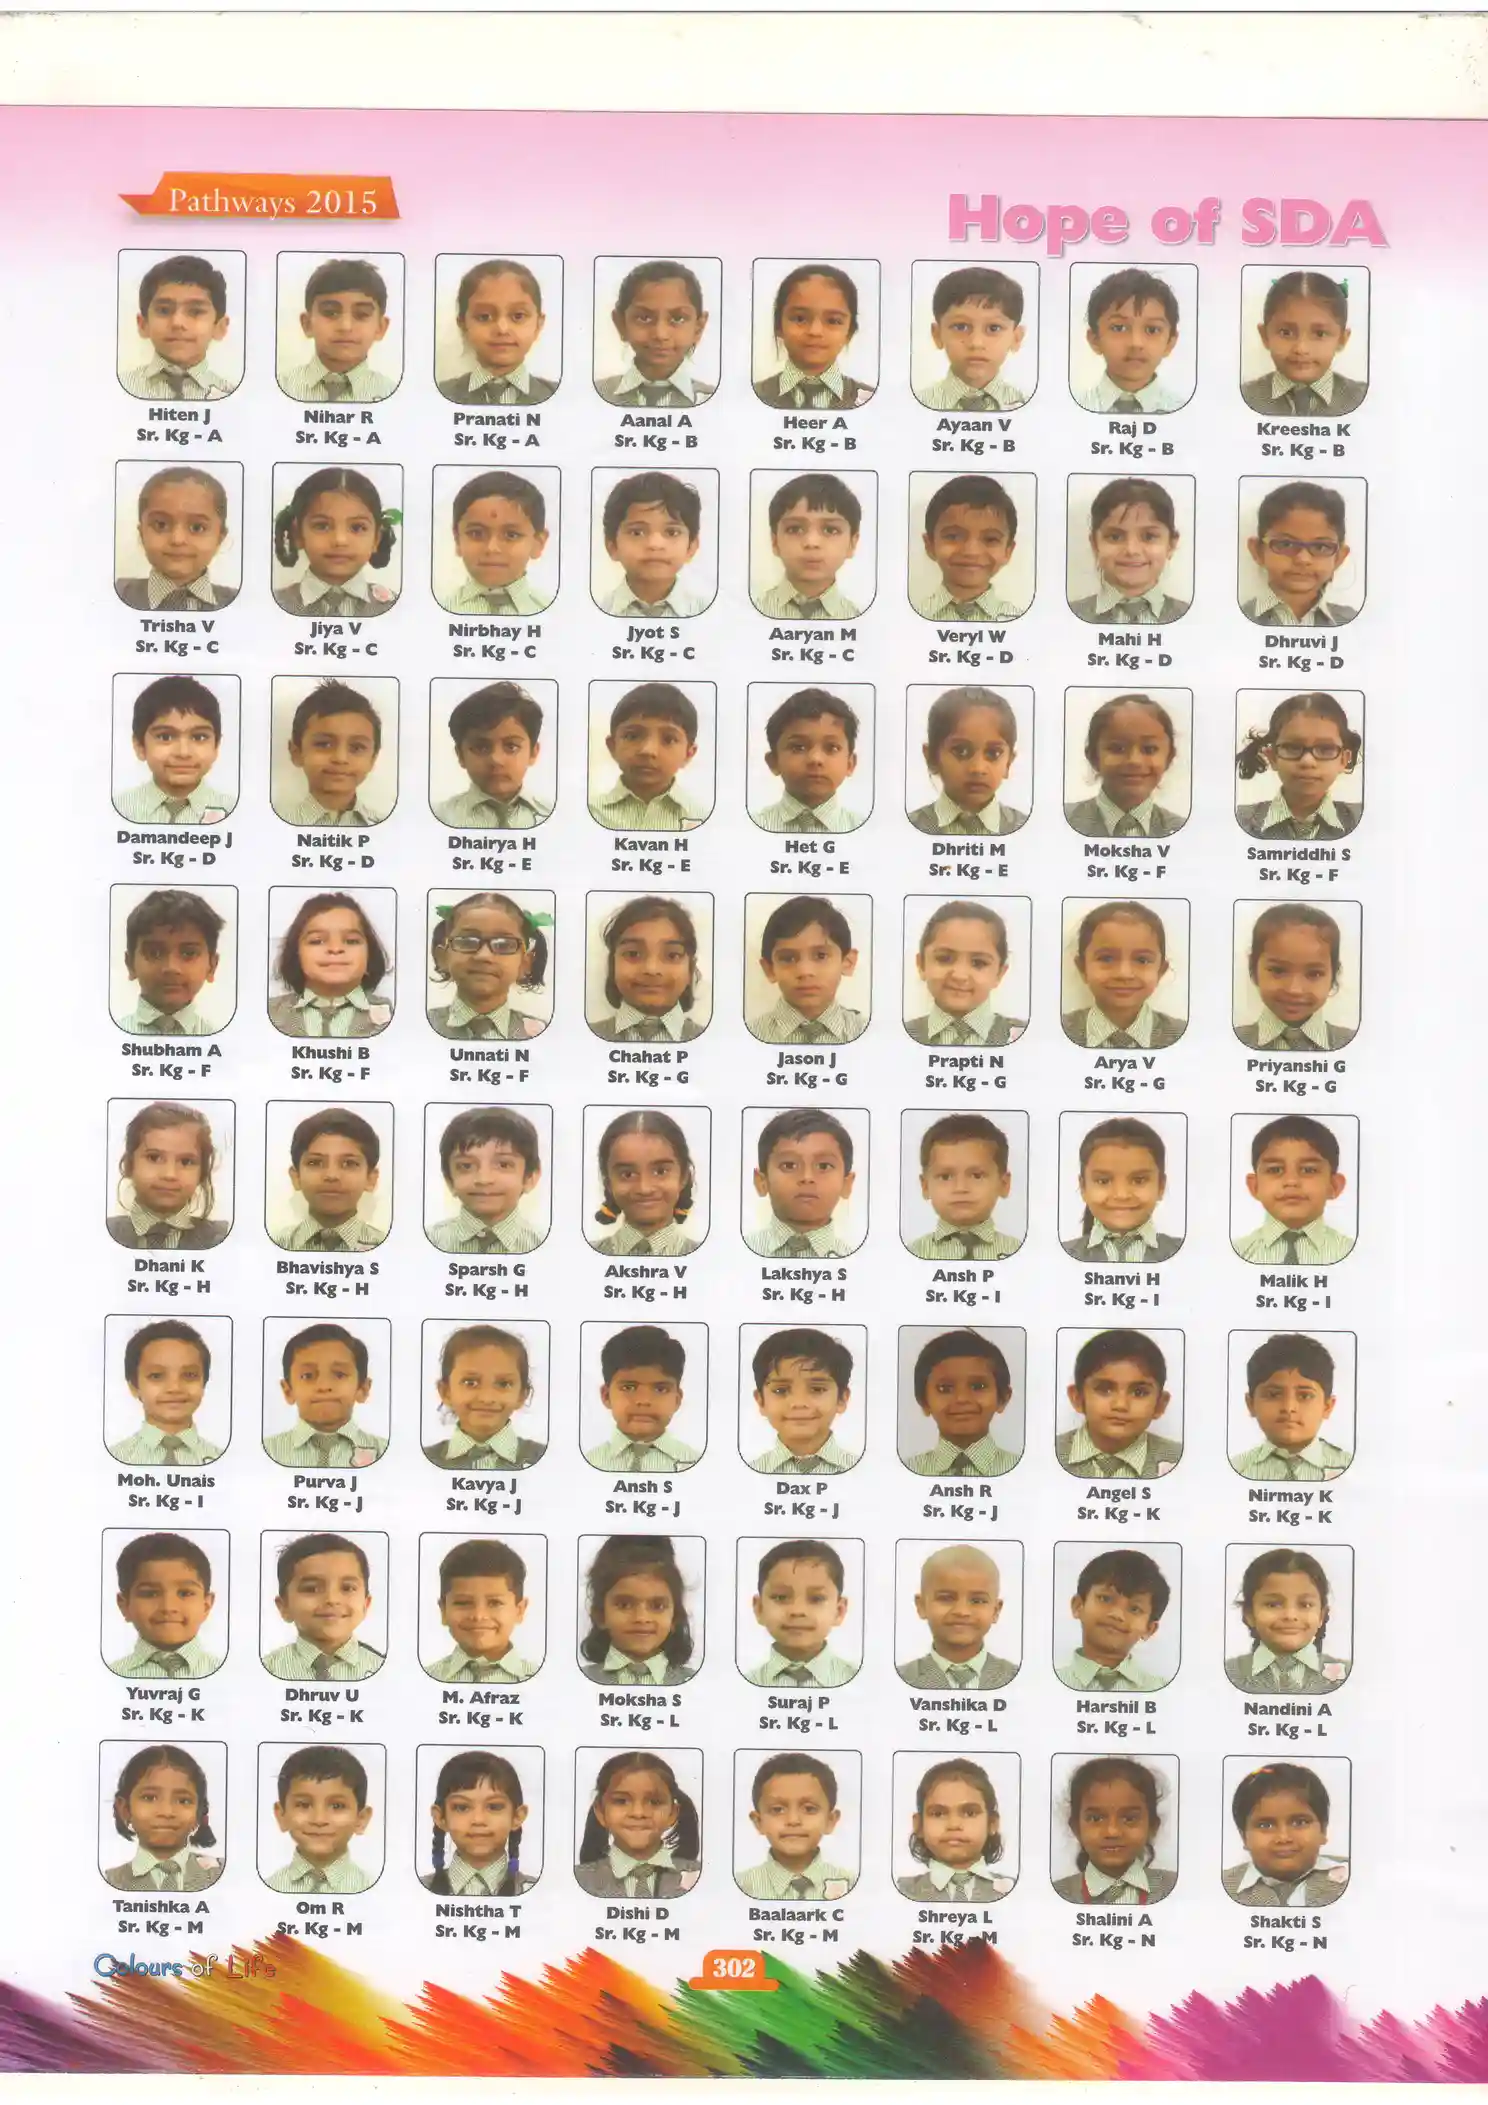 Pathways 2015
Hope of SDA
Hiten J
Sr. Kg - A
Nihar R
Sr. Kg - A
Pranati N
Sr. Kg - A
Aanal A
Sr. Kg - B
Heer A
Sr. Kg - B
Ayaan V
Sr. Kg - B
Raj D
Sr. Kg - B
Kreesha K
Sr. Kg - B
Trisha V
Sr. Kg - C
Jiya V
Sr. Kg - C
Nirbhay H
Sr. Kg - C
Jyot S
Sr. Kg - C
Aaryan M
Sr. Kg - C
Veryl W
Sr. Kg - D
Mahi H
Sr. Kg - D
Dhruvi J
Sr. Kg - D
Damandeep J
Sr. Kg - D
Naitik P
Sr. Kg - D
Dhairya H
Sr. Kg - E
Kavan H
Sr. Kg - E
Het G
Sr. Kg - E
Dhriti M
Sr. Kg - E
Moksha V
Sr. Kg - F
Samriddhi S
Sr. Kg - F
Shubham A
Sr. Kg - F
Khushi B
Sr. Kg - F
Unnati N
Sr. Kg - F
Chahat P
Sr. Kg - G
Jason J
Sr. Kg - G
Prapti N
Sr. Kg - G
Arya V
Sr. Kg - G
Priyanshi G
Sr. Kg - G
Dhani K
Sr. Kg - H
Bhavishya S
Sr. Kg - H
Sparsh G
Sr. Kg - H
Akshra V
Sr. Kg - H
Lakshya S
Sr. Kg - H
Ansh P
Sr. Kg - I
Shanvi H
Sr. Kg - I
Malik H
Sr. Kg - I
Moh. Unais
Sr. Kg - I
Purva J
Sr. Kg - J
Kavya J
Sr. Kg - J
Ansh S
Sr. Kg - J
Dax P
Sr. Kg - J
Ansh R
Sr. Kg - J
Angel S
Sr. Kg - K
Nirmay K
Sr. Kg - K
Yuvraj G
Sr. Kg - K
Dhruv U
Sr. Kg - K
M. Afraz
Sr. Kg - K
Moksha S
Sr. Kg - L
Suraj P
Sr. Kg - L
Vanshika D
Sr. Kg - L
Harshil B
Sr. Kg - L
Nandini A
Sr. Kg - L
Tanishka A
Sr. Kg - M
Om R
Sr. Kg - M
Nishtha T
Sr. Kg - M
Dishi D
Sr. Kg - M
Baalaark C
Sr. Kg - M
Shreya L
Sr. Kg - M
Shalini A
Sr. Kg - N
Shakti S
Sr. Kg - N
Colours of Life
302